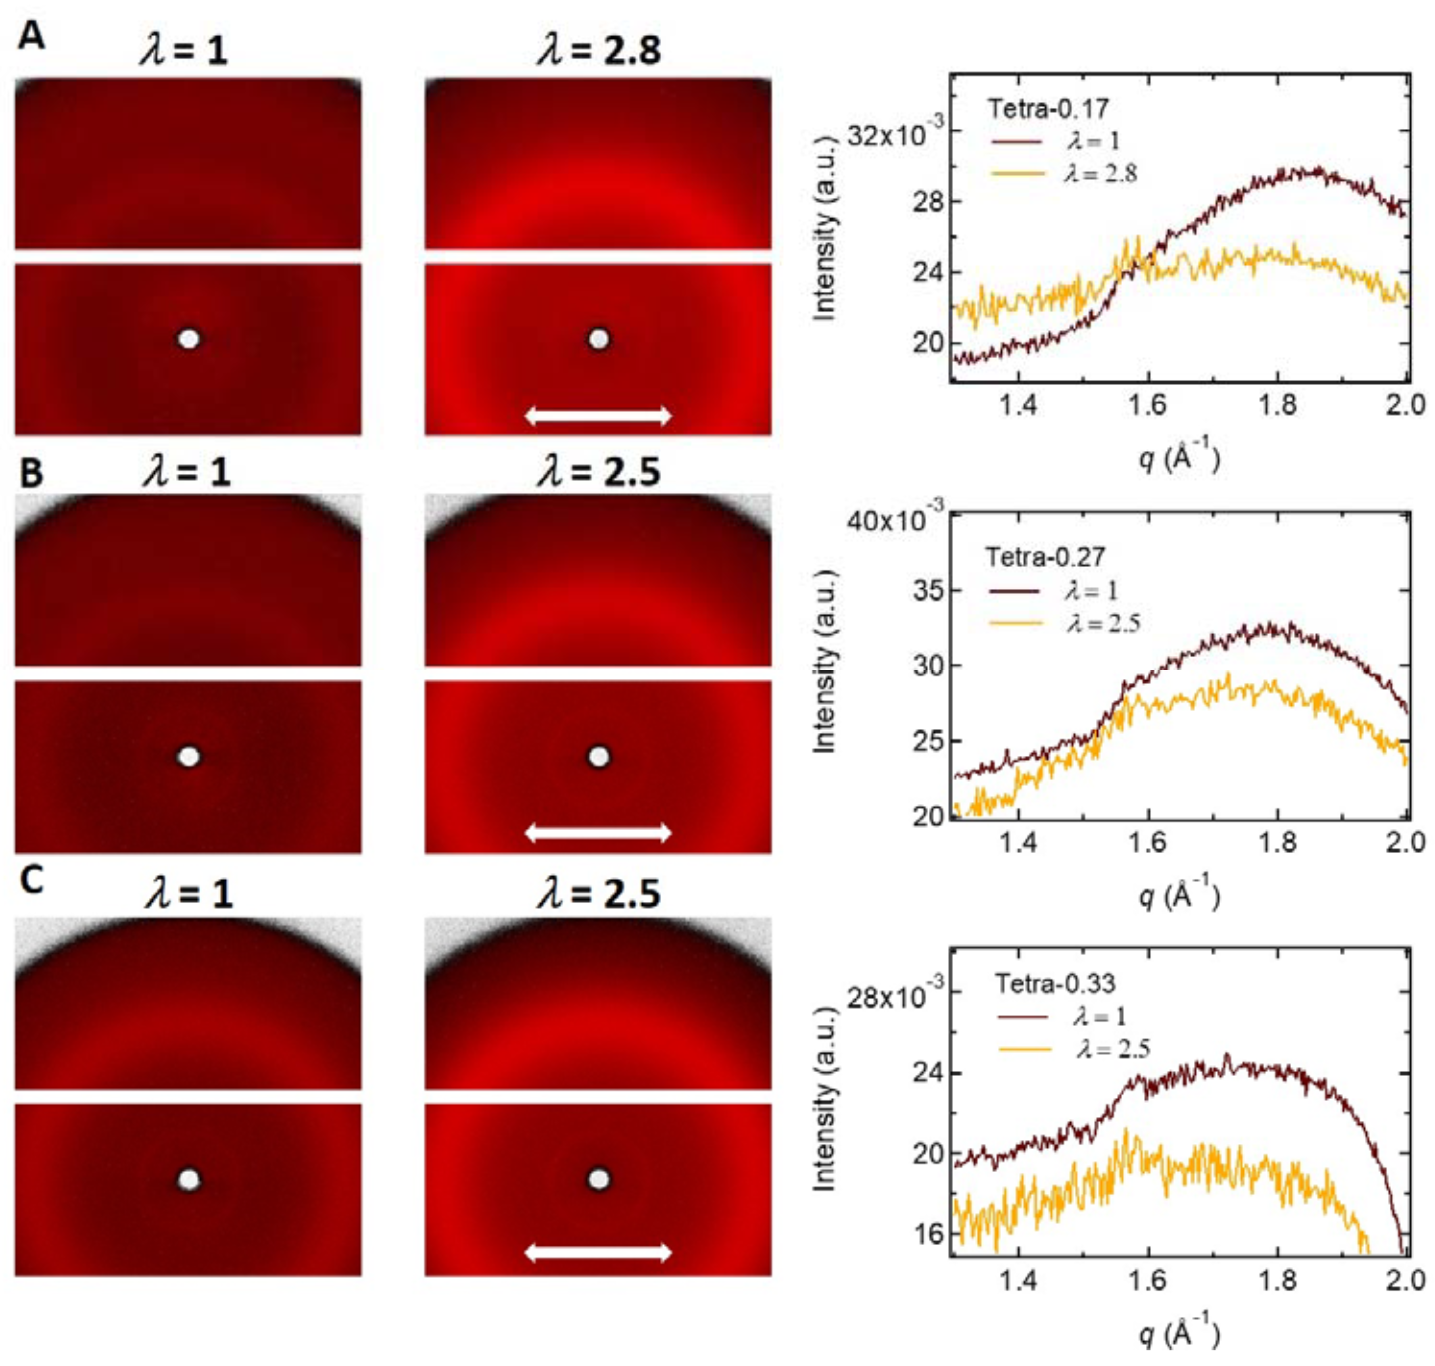 A
λ = 1
λ = 2.8
Intensity (a.u.)
32x10⁻³
28
24
20
Tetra-0.17
λ = 1
λ = 2.8
1.4
1.6
1.8
2.0
q (Å⁻¹)
B
λ = 1
λ = 2.5
Intensity (a.u.)
40x10⁻³
35
30
25
20
Tetra-0.27
λ = 1
λ = 2.5
1.4
1.6
1.8
2.0
q (Å⁻¹)
C
λ = 1
λ = 2.5
Intensity (a.u.)
28x10⁻³
24
20
16
Tetra-0.33
λ = 1
λ = 2.5
1.4
1.6
1.8
2.0
q (Å⁻¹)